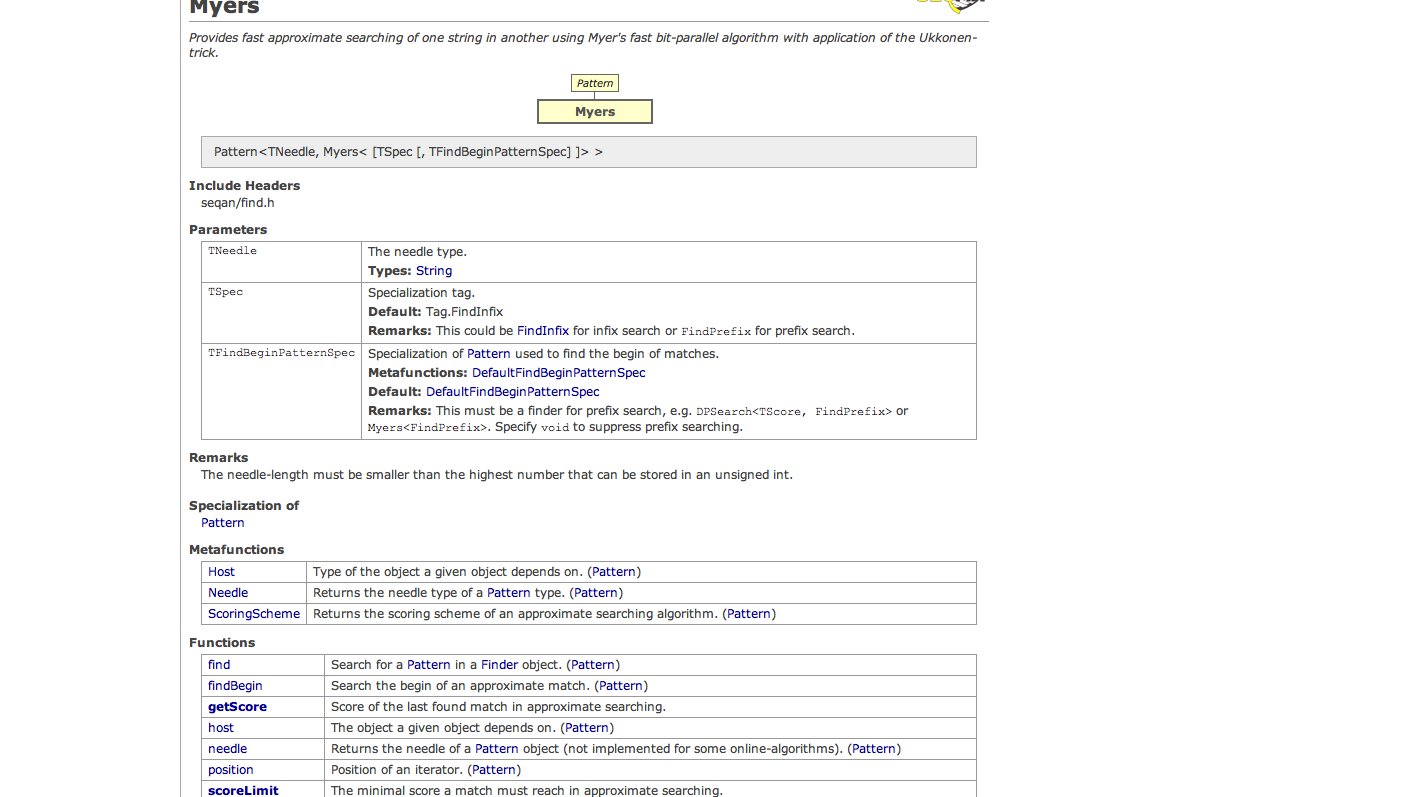 Myers
Provides fast approximate searching of one string in another using Myer's fast bit-parallel algorithm with application of the Ukkonen-
trick.
Pattern
Myers
Pattern<TNeedle, Myers< [TSpec [, TFindBeginPatternSpec] ]> >
Include Headers
seqan/find.h
Parameters
TNeedle The needle type.
Types: String
TSpec Specialization tag.
Default: Tag.FindInfix
Remarks: This could be FindInfix for infix search or FindPrefix for prefix search.
TFindBeginPatternSpec Specialization of Pattern used to find the begin of matches.
Metafunctions: DefaultFindBeginPatternSpec
Default: DefaultFindBeginPatternSpec
Remarks: This must be a finder for prefix search, e.g. DPSearch<TScore, FindPrefix> or
Myers<FindPrefix>. Specify void to suppress prefix searching.
Remarks
The needle-length must be smaller than the highest number that can be stored in an unsigned int.
Specialization of
Pattern
Metafunctions
Host Type of the object a given object depends on. (Pattern)
Needle Returns the needle type of a Pattern type. (Pattern)
ScoringScheme Returns the scoring scheme of an approximate searching algorithm. (Pattern)
Functions
find Search for a Pattern in a Finder object. (Pattern)
findBegin Search the begin of an approximate match. (Pattern)
getScore Score of the last found match in approximate searching.
host The object a given object depends on. (Pattern)
needle Returns the needle of a Pattern object (not implemented for some online-algorithms). (Pattern)
position Position of an iterator. (Pattern)
scoreLimit The minimal score a match must reach in approximate searching.